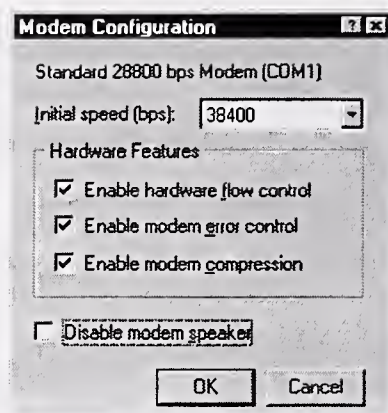 Modem Configuration
Standard 28800 bps Modem (COM1)
Initial speed (bps): 38400
Hardware Features
Enable hardware flow control
Enable modem error control
Enable modem compression
Disable modem speaker
OK Cancel